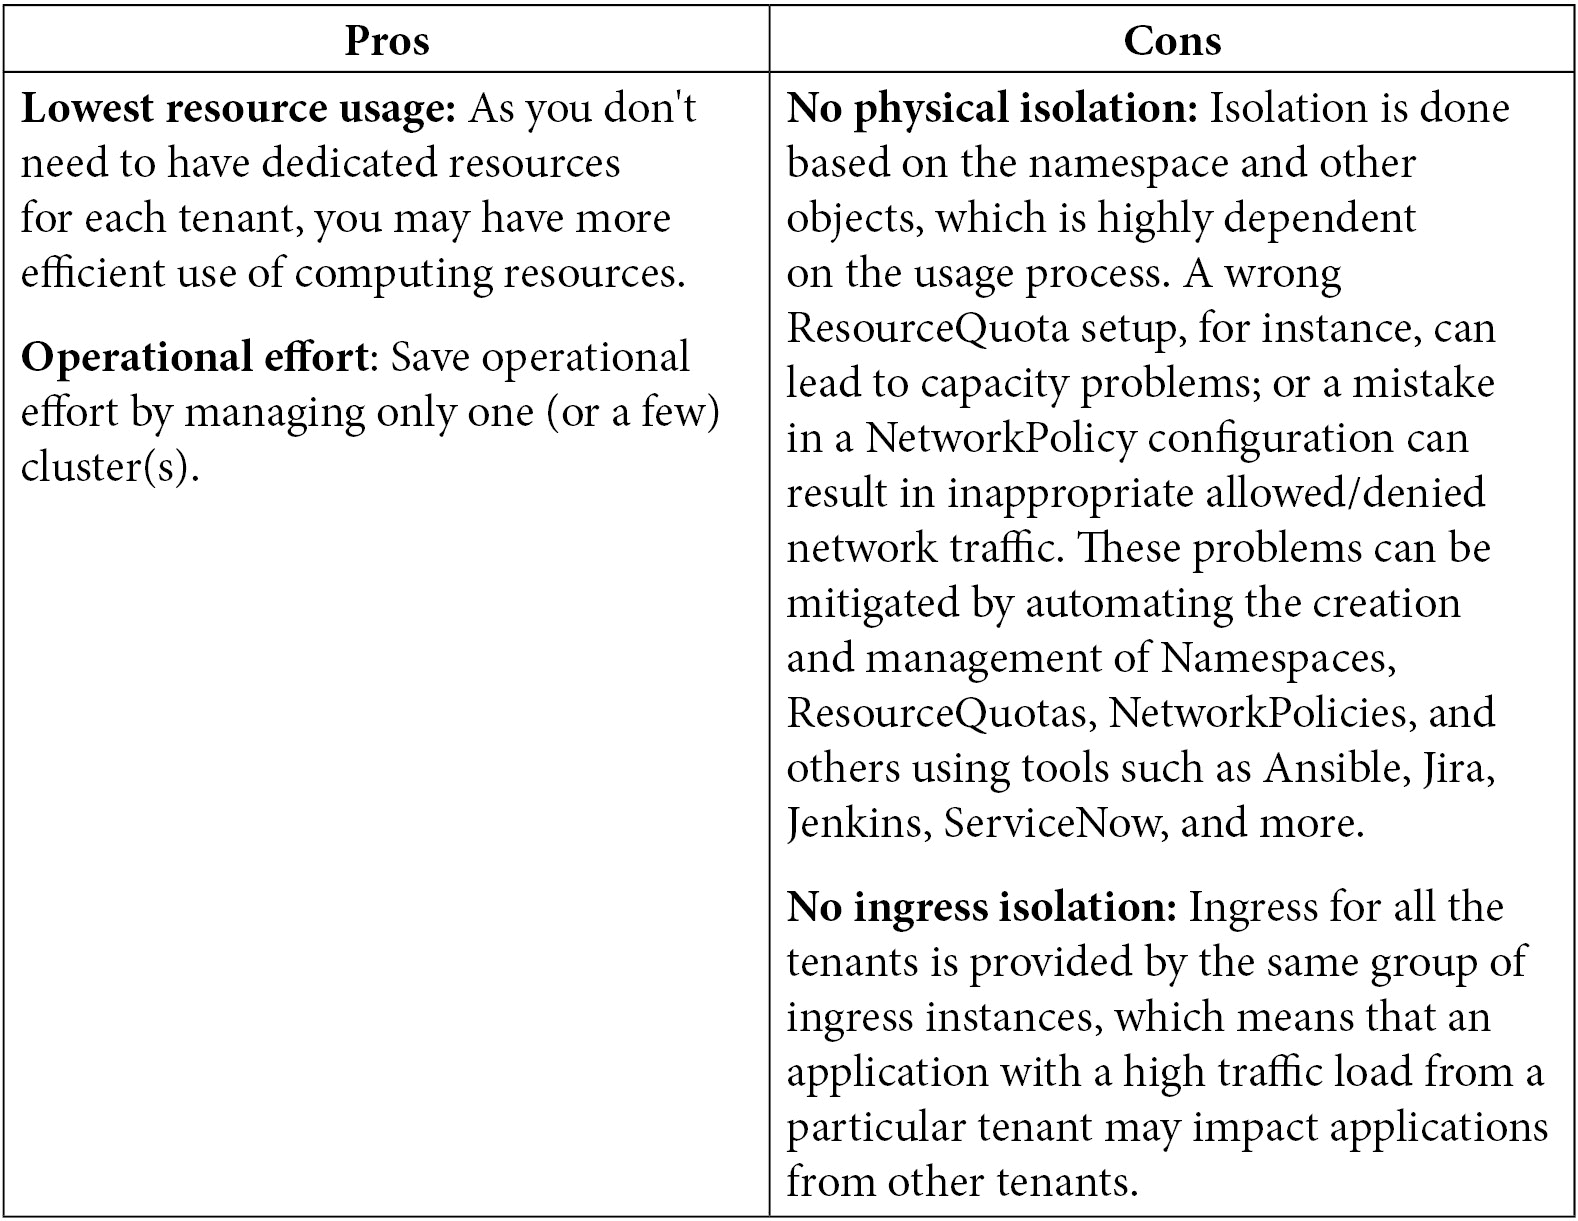 Pros
Cons
Lowest resource usage: As you don't
need to have dedicated resources
for each tenant, you may have more
efficient use of computing resources.
Operational effort: Save operational
effort by managing only one (or a few)
cluster(s).
No physical isolation: Isolation is done
based on the namespace and other
objects, which is highly dependent
on the usage process. A wrong
ResourceQuota setup, for instance, can
lead to capacity problems; or a mistake
in a NetworkPolicy configuration can
result in inappropriate allowed/denied
network traffic. These problems can be
mitigated by automating the creation
and management of Namespaces,
ResourceQuotas, NetworkPolicies, and
others using tools such as Ansible, Jira,
Jenkins, ServiceNow, and more.
No ingress isolation: Ingress for all the
tenants is provided by the same group of
ingress instances, which means that an
application with a high traffic load from a
particular tenant may impact applications
from other tenants.